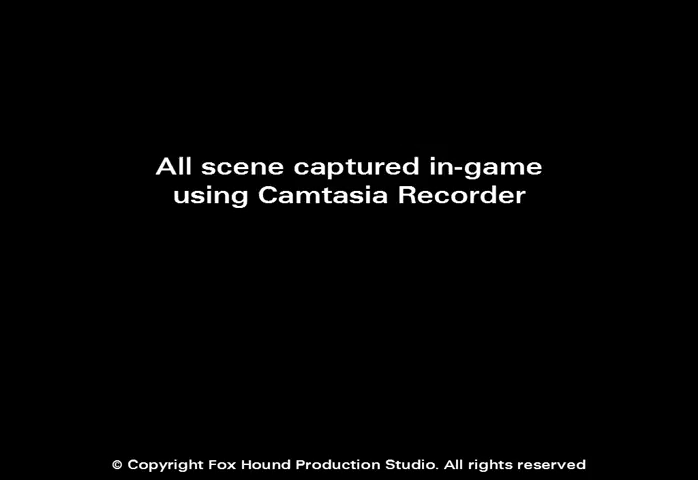 All scene captured in-game
using Camtasia Recorder
© Copyright Fox Hound Production Studio. All rights reserved